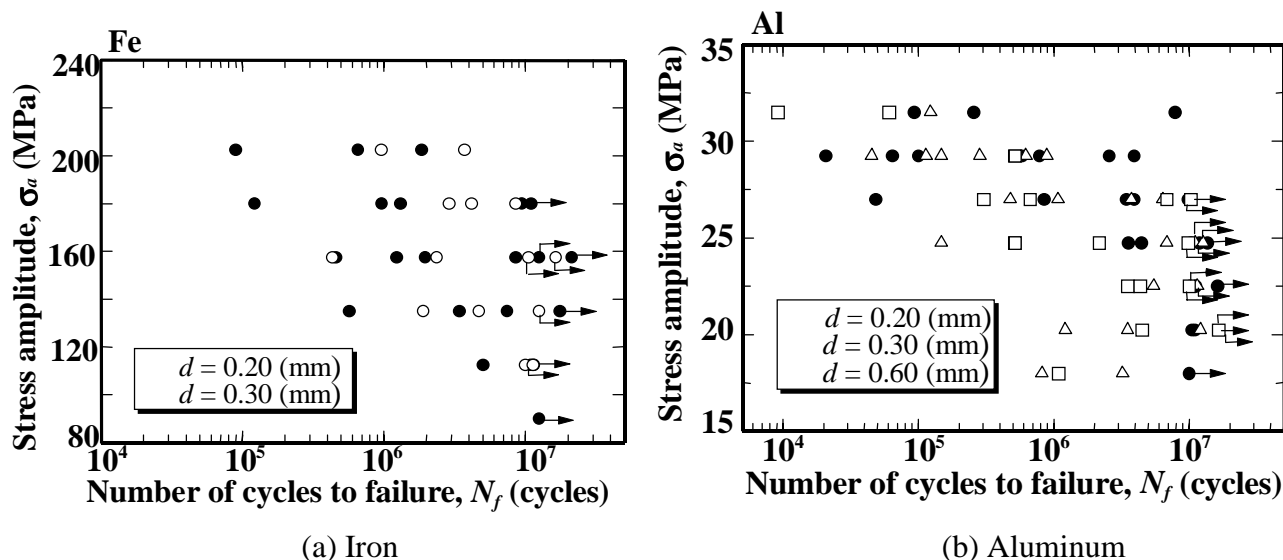 Fe
Stress amplitude, σa (MPa)
240
200
160
120
80
d = 0.20 (mm)
d = 0.30 (mm)
10^4
10^5
10^6
10^7
Number of cycles to failure, Nf (cycles)
(a) Iron
Al
Stress amplitude, σa (MPa)
35
30
25
20
15
d = 0.20 (mm)
d = 0.30 (mm)
d = 0.60 (mm)
10^4
10^5
10^6
10^7
Number of cycles to failure, Nf (cycles)
(b) Aluminum